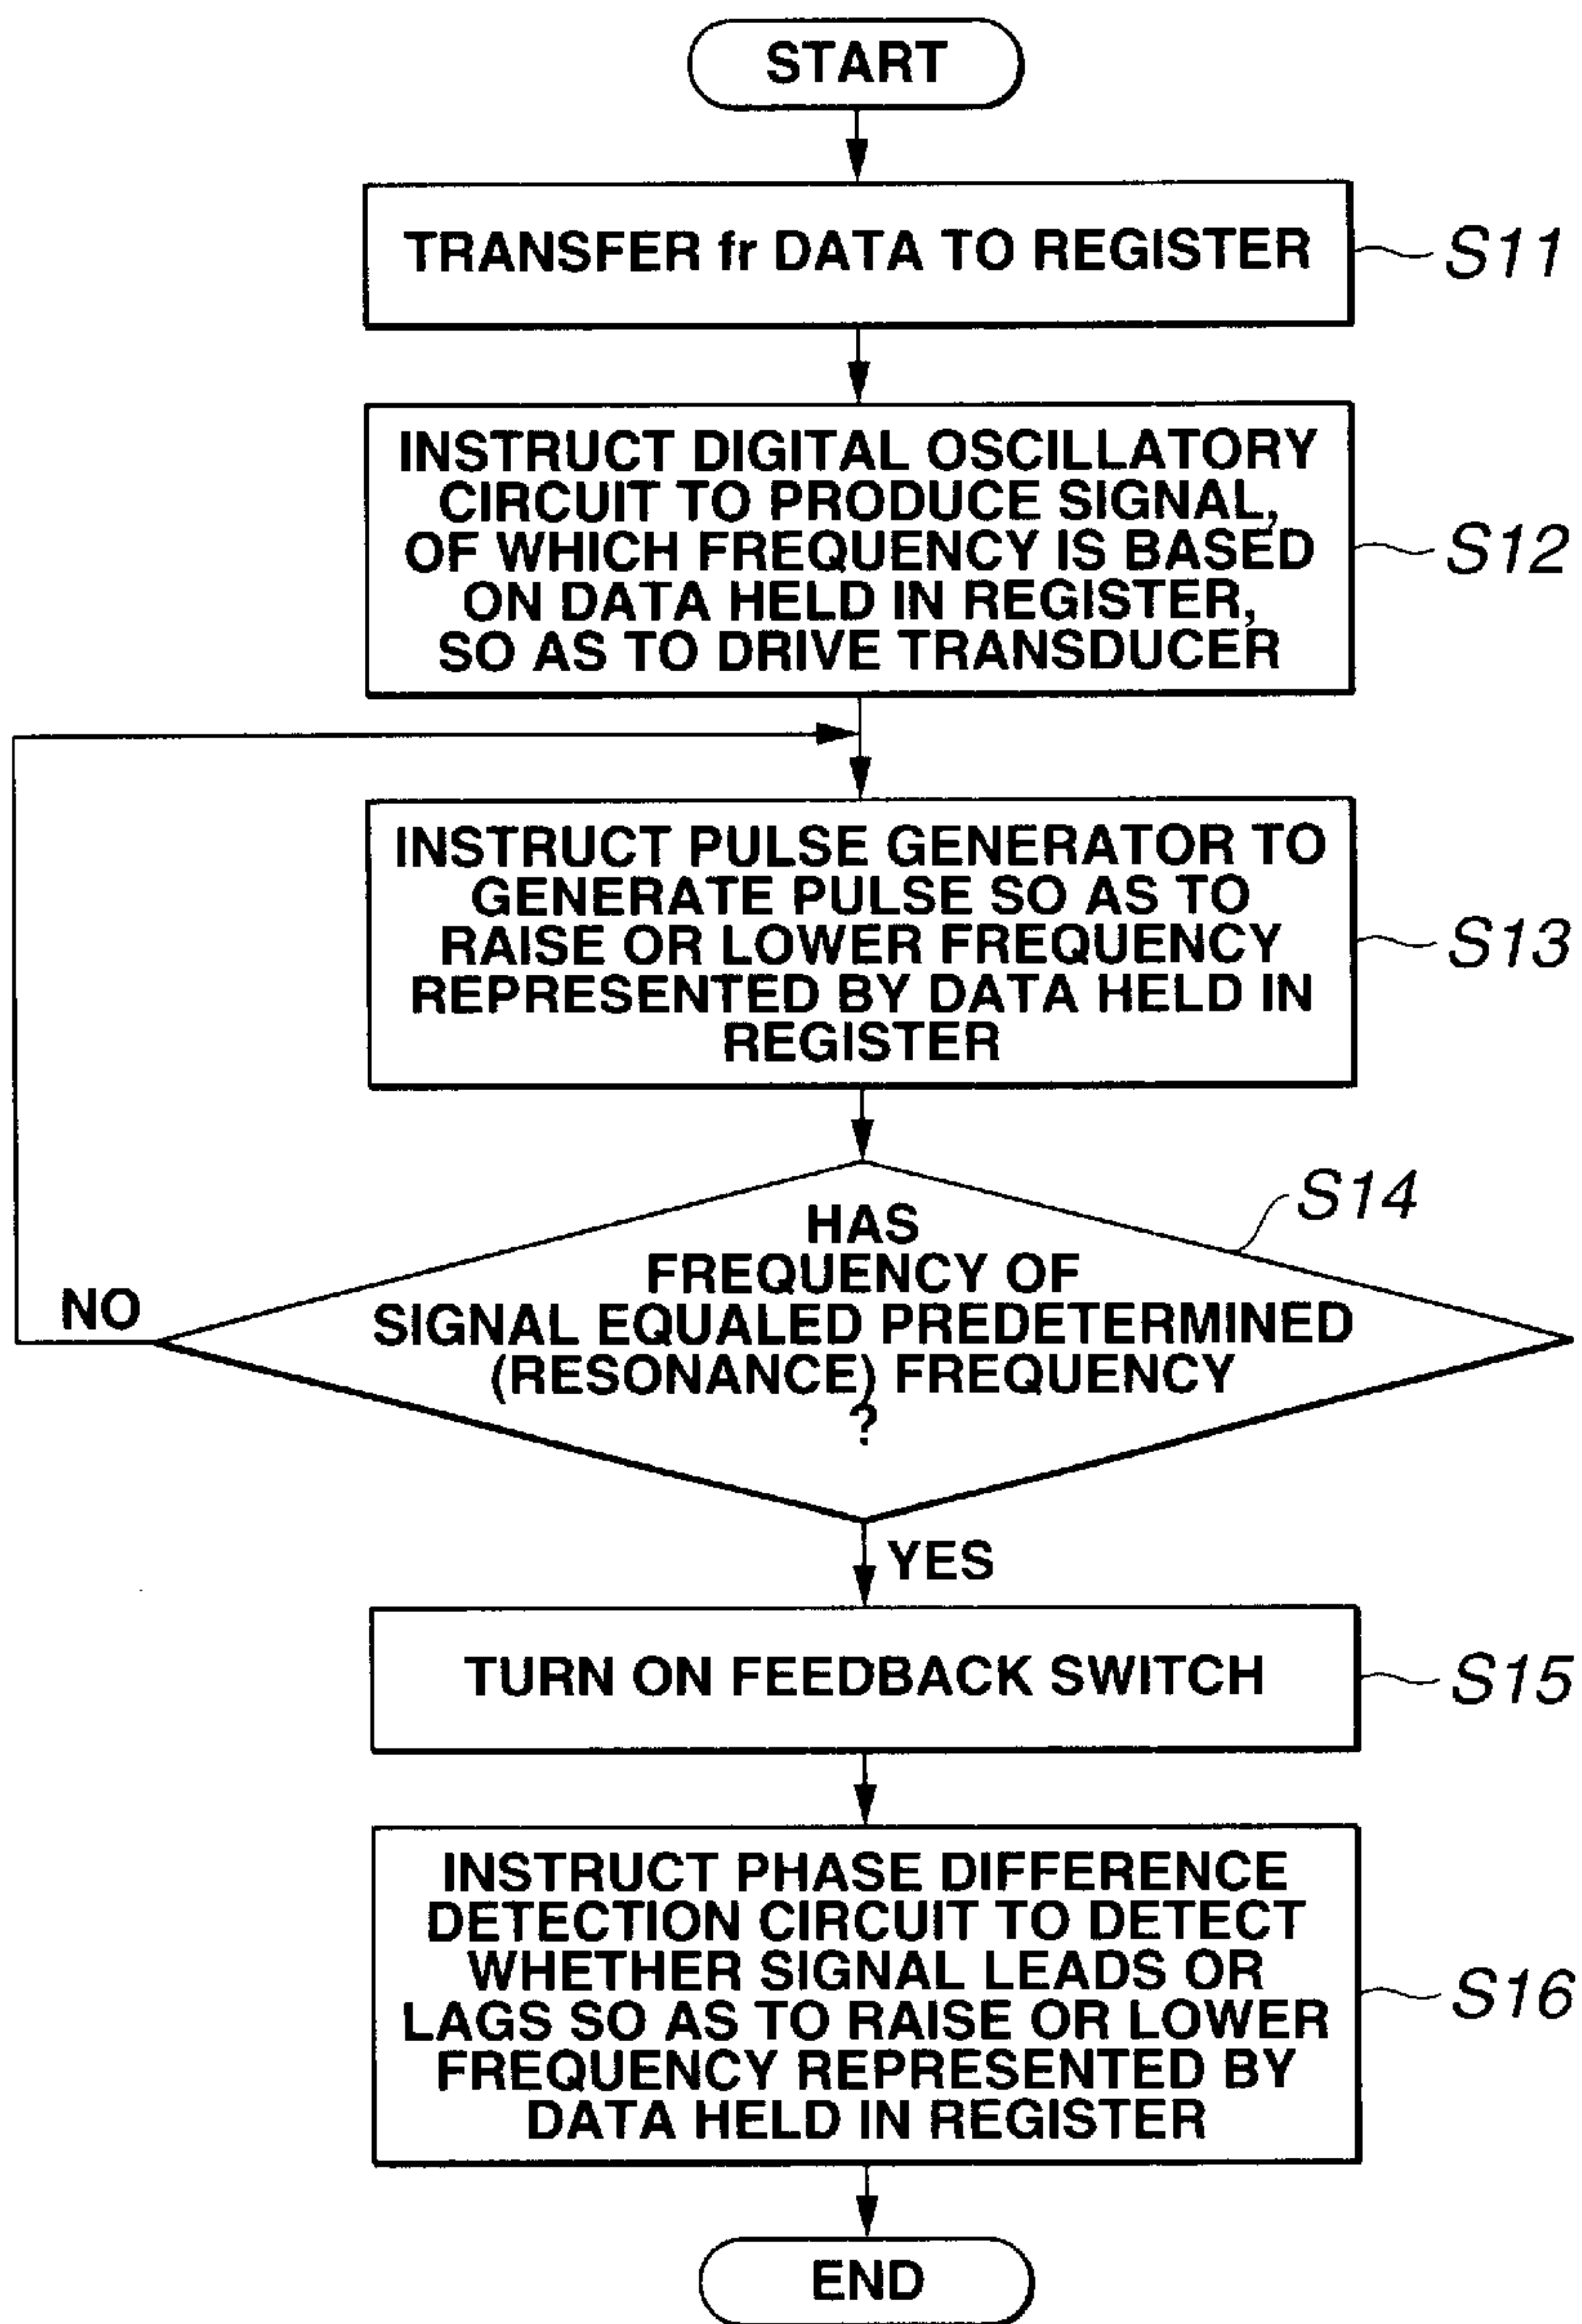 START
TRANSFER fr DATA TO REGISTER
S11
INSTRUCT DIGITAL OSCILLATORY
CIRCUIT TO PRODUCE SIGNAL,
OF WHICH FREQUENCY IS BASED
ON DATA HELD IN REGISTER,
SO AS TO DRIVE TRANSDUCER
S12
INSTRUCT PULSE GENERATOR TO
GENERATE PULSE SO AS TO
RAISE OR LOWER FREQUENCY
REPRESENTED BY DATA HELD IN
REGISTER
S13
HAS
FREQUENCY OF
SIGNAL EQUALED PREDETERMINED
(RESONANCE) FREQUENCY
?
S14
NO
YES
TURN ON FEEDBACK SWITCH
S15
INSTRUCT PHASE DIFFERENCE
DETECTION CIRCUIT TO DETECT
WHETHER SIGNAL LEADS OR
LAGS SO AS TO RAISE OR LOWER
FREQUENCY REPRESENTED BY
DATA HELD IN REGISTER
S16
END